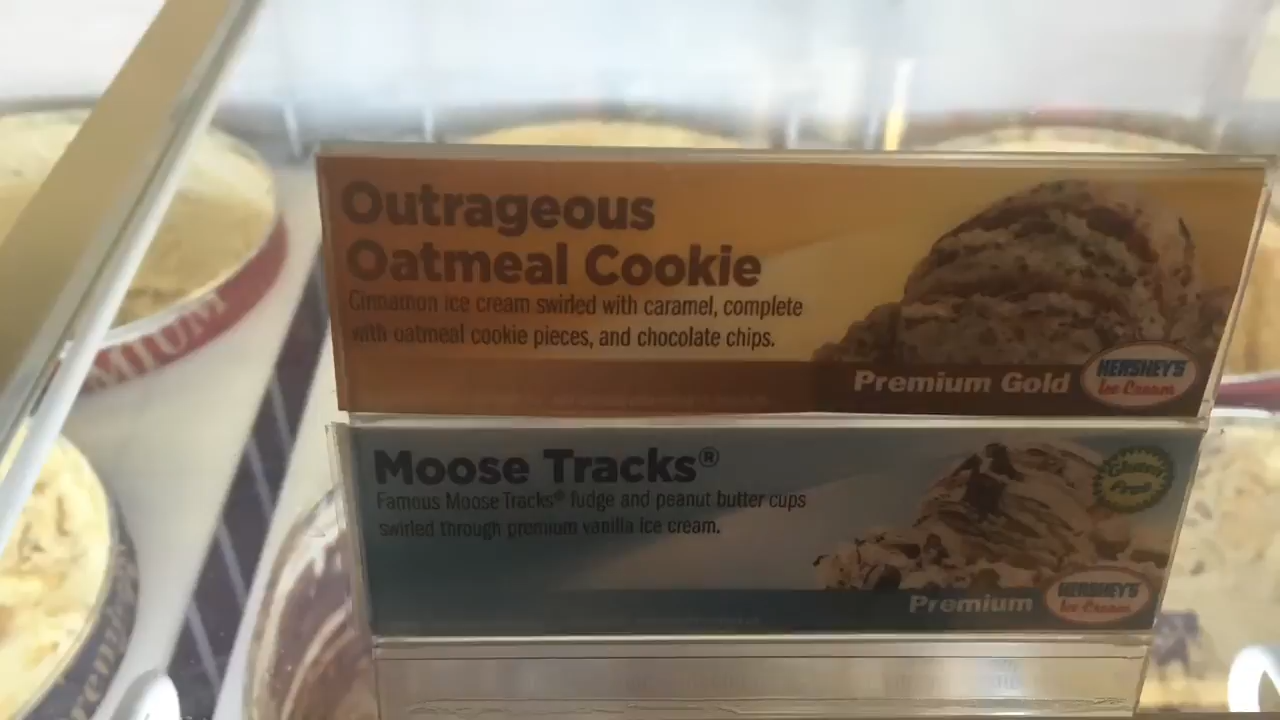 Outrageous
Oatmeal Cookie
Cinnamon ice cream swirled with caramel, complete
with oatmeal cookie pieces, and chocolate chips.
Premium Gold
HERSHEY'S
Ice Cream
Moose Tracks®
Famous Moose Tracks® fudge and peanut butter cups
swirled through premium vanilla ice cream.
Premium
HERSHEY'S
Ice Cream
MIUM